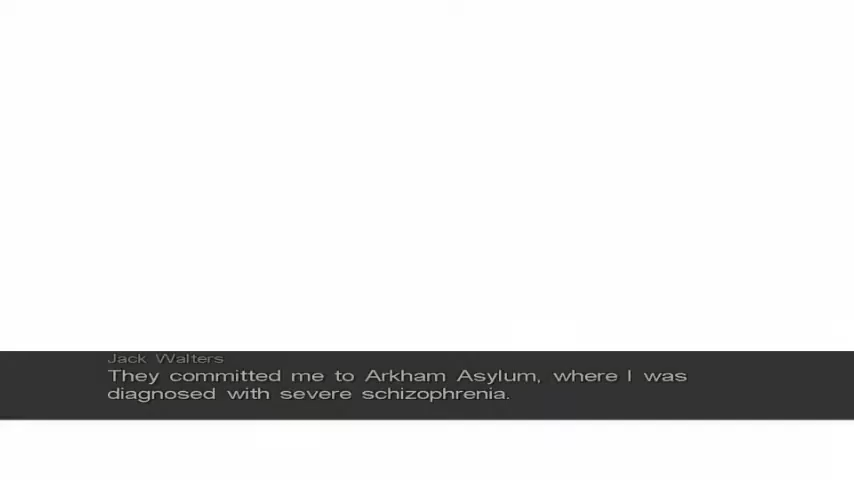 Jack Walters
They committed me to Arkham Asylum, where I was
diagnosed with severe schizophrenia.